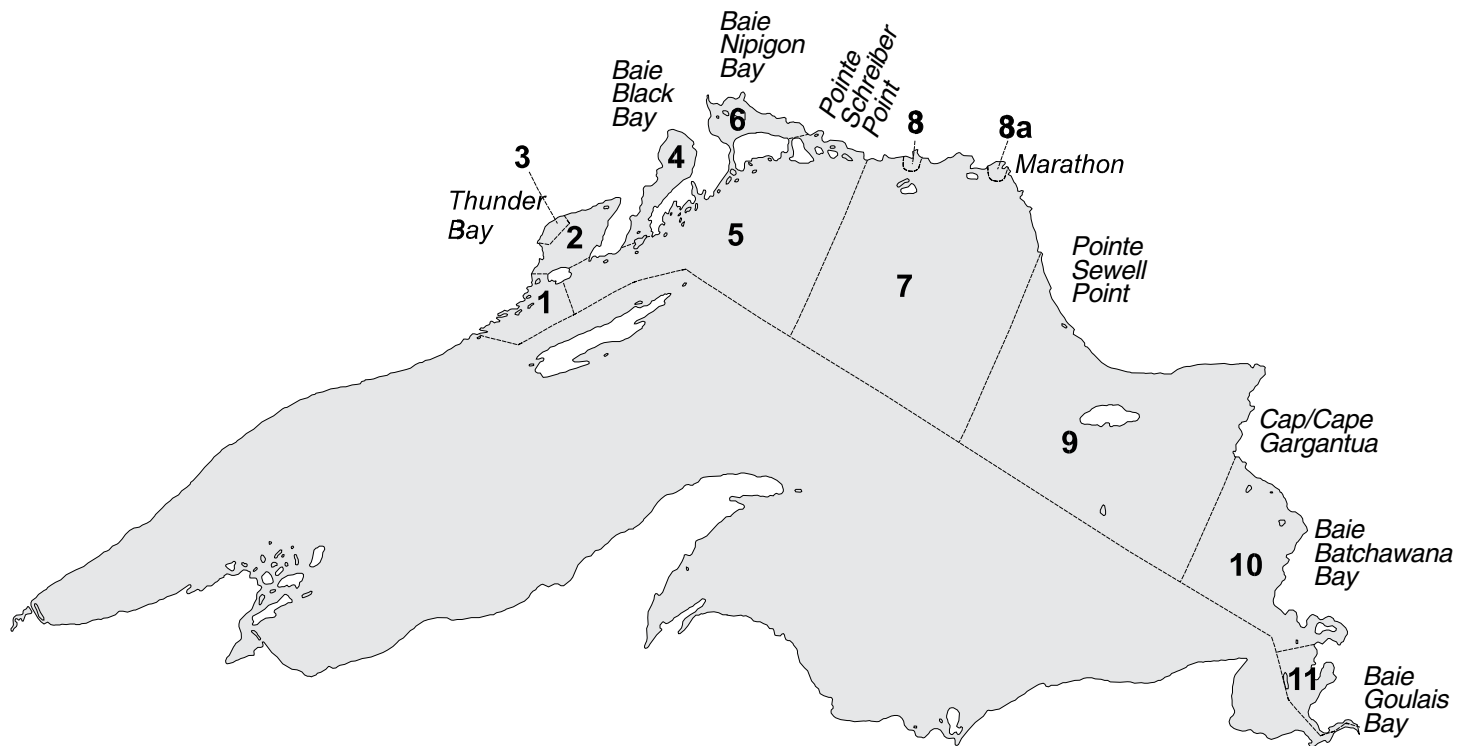 Baie
Nipigon
Bay
Pointe
Schreiber
Point
Baie
Black
Bay
6
8
8a
Marathon
3
4
Thunder
Bay
2
5
Pointe
Sewell
Point
7
1
Cap/Cape
Gargantua
9
Baie
Batchawana
Bay
10
11
Baie
Goulais
Bay